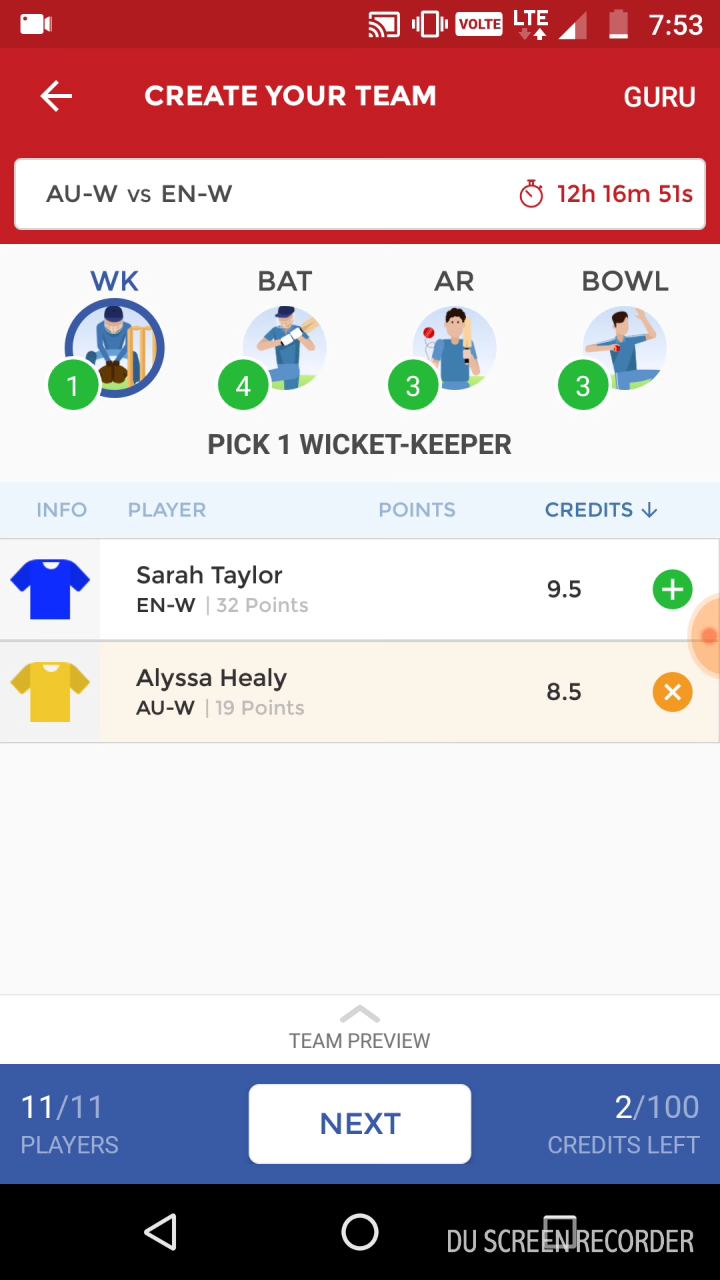 VOLTE LTE 7:53
CREATE YOUR TEAM GURU
AU-W vs EN-W 12h 16m 51s
WK BAT AR BOWL
1 4 3 3
PICK 1 WICKET-KEEPER
INFO PLAYER POINTS CREDITS ↓
Sarah Taylor
EN-W | 32 Points 9.5
Alyssa Healy
AU-W | 19 Points 8.5
TEAM PREVIEW
11/11 NEXT 2/100
PLAYERS CREDITS LEFT
DU SCREEN RECORDER